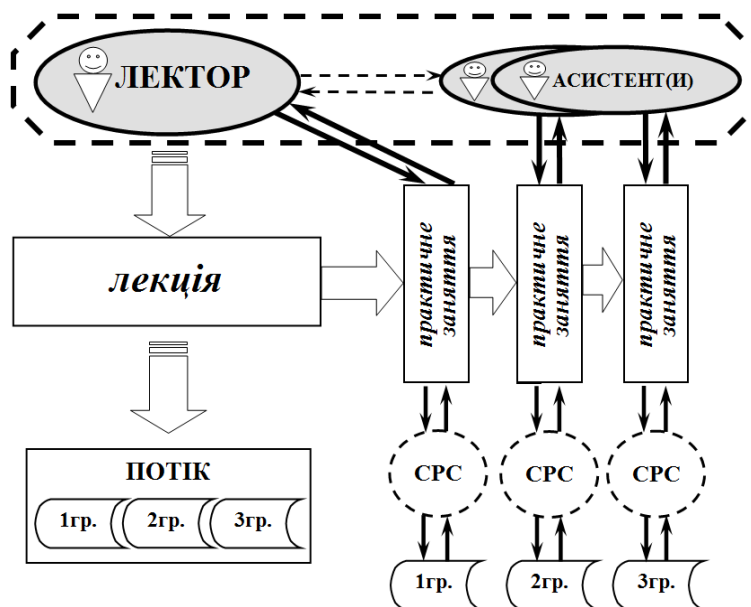 ЛЕКТОР
АСИСТЕНТ(И)
лекція
практичне
заняття
практичне
заняття
практичне
заняття
ПОТІК
1гр.
2гр.
3гр.
СРС
СРС
СРС
1гр.
2гр.
3гр.